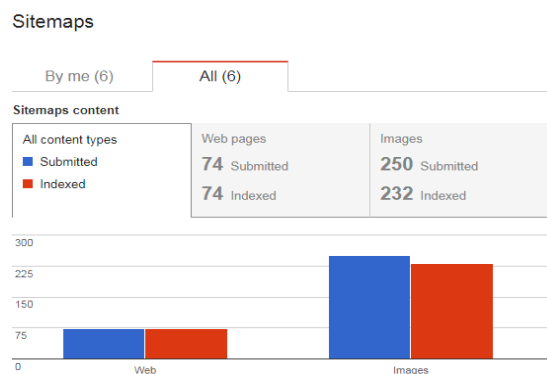 Sitemaps
By me (6)
All (6)
Sitemaps content
All content types
Submitted
Indexed
Web pages
74 Submitted
74 Indexed
Images
250 Submitted
232 Indexed
300
225
150
75
0
Web
Images